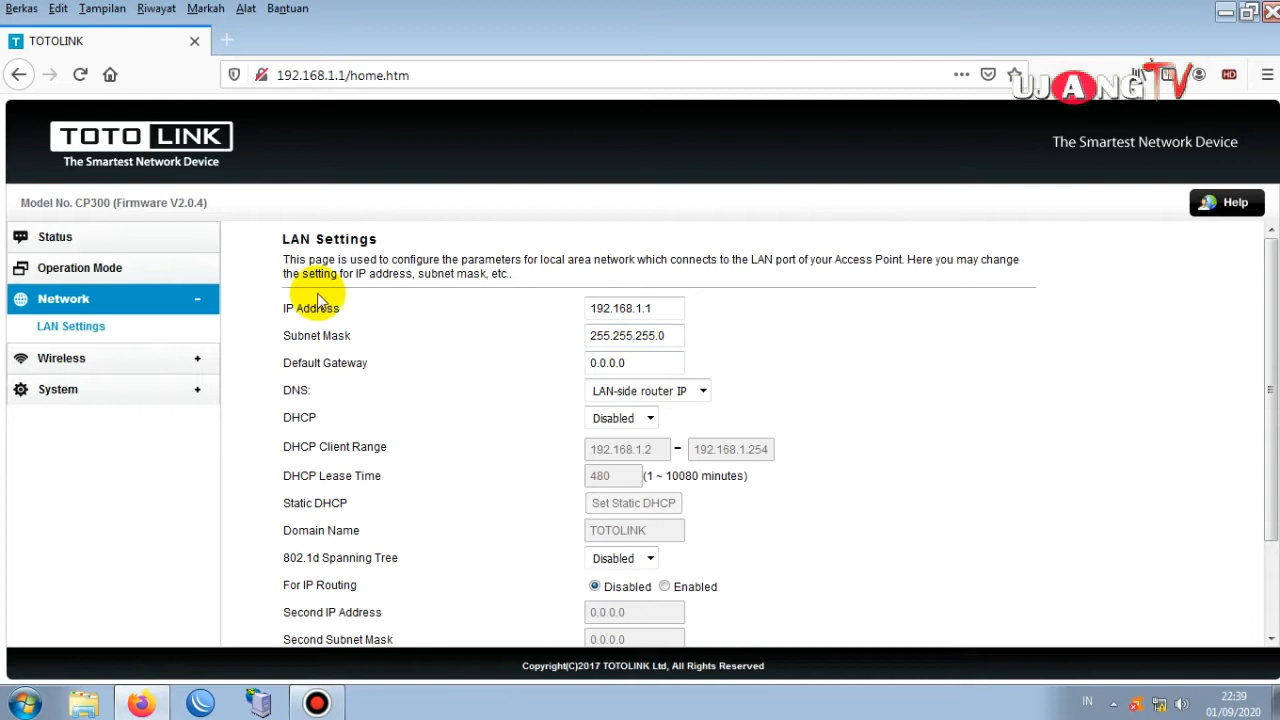 Berkas Edit Tampilan Riwayat Markah Alat Bantuan
T TOTOLINK
192.168.1.1/home.htm
HD
UJANG TV
TOTO LINK
The Smartest Network Device
The Smartest Network Device
Model No. CP300 (Firmware V2.0.4)
Help
Status
Operation Mode
Network -
LAN Settings
Wireless +
System +
LAN Settings
This page is used to configure the parameters for local area network which connects to the LAN port of your Access Point. Here you may change
the setting for IP address, subnet mask, etc..
IP Address 192.168.1.1
Subnet Mask 255.255.255.0
Default Gateway 0.0.0.0
DNS: LAN-side router IP
DHCP Disabled
DHCP Client Range 192.168.1.2 – 192.168.1.254
DHCP Lease Time 480 (1 ~ 10080 minutes)
Static DHCP Set Static DHCP
Domain Name TOTOLINK
802.1d Spanning Tree Disabled
For IP Routing Disabled Enabled
Second IP Address 0.0.0.0
Second Subnet Mask 0.0.0.0
Copyright(C)2017 TOTOLINK Ltd, All Rights Reserved
IN
22:39
01/09/2020